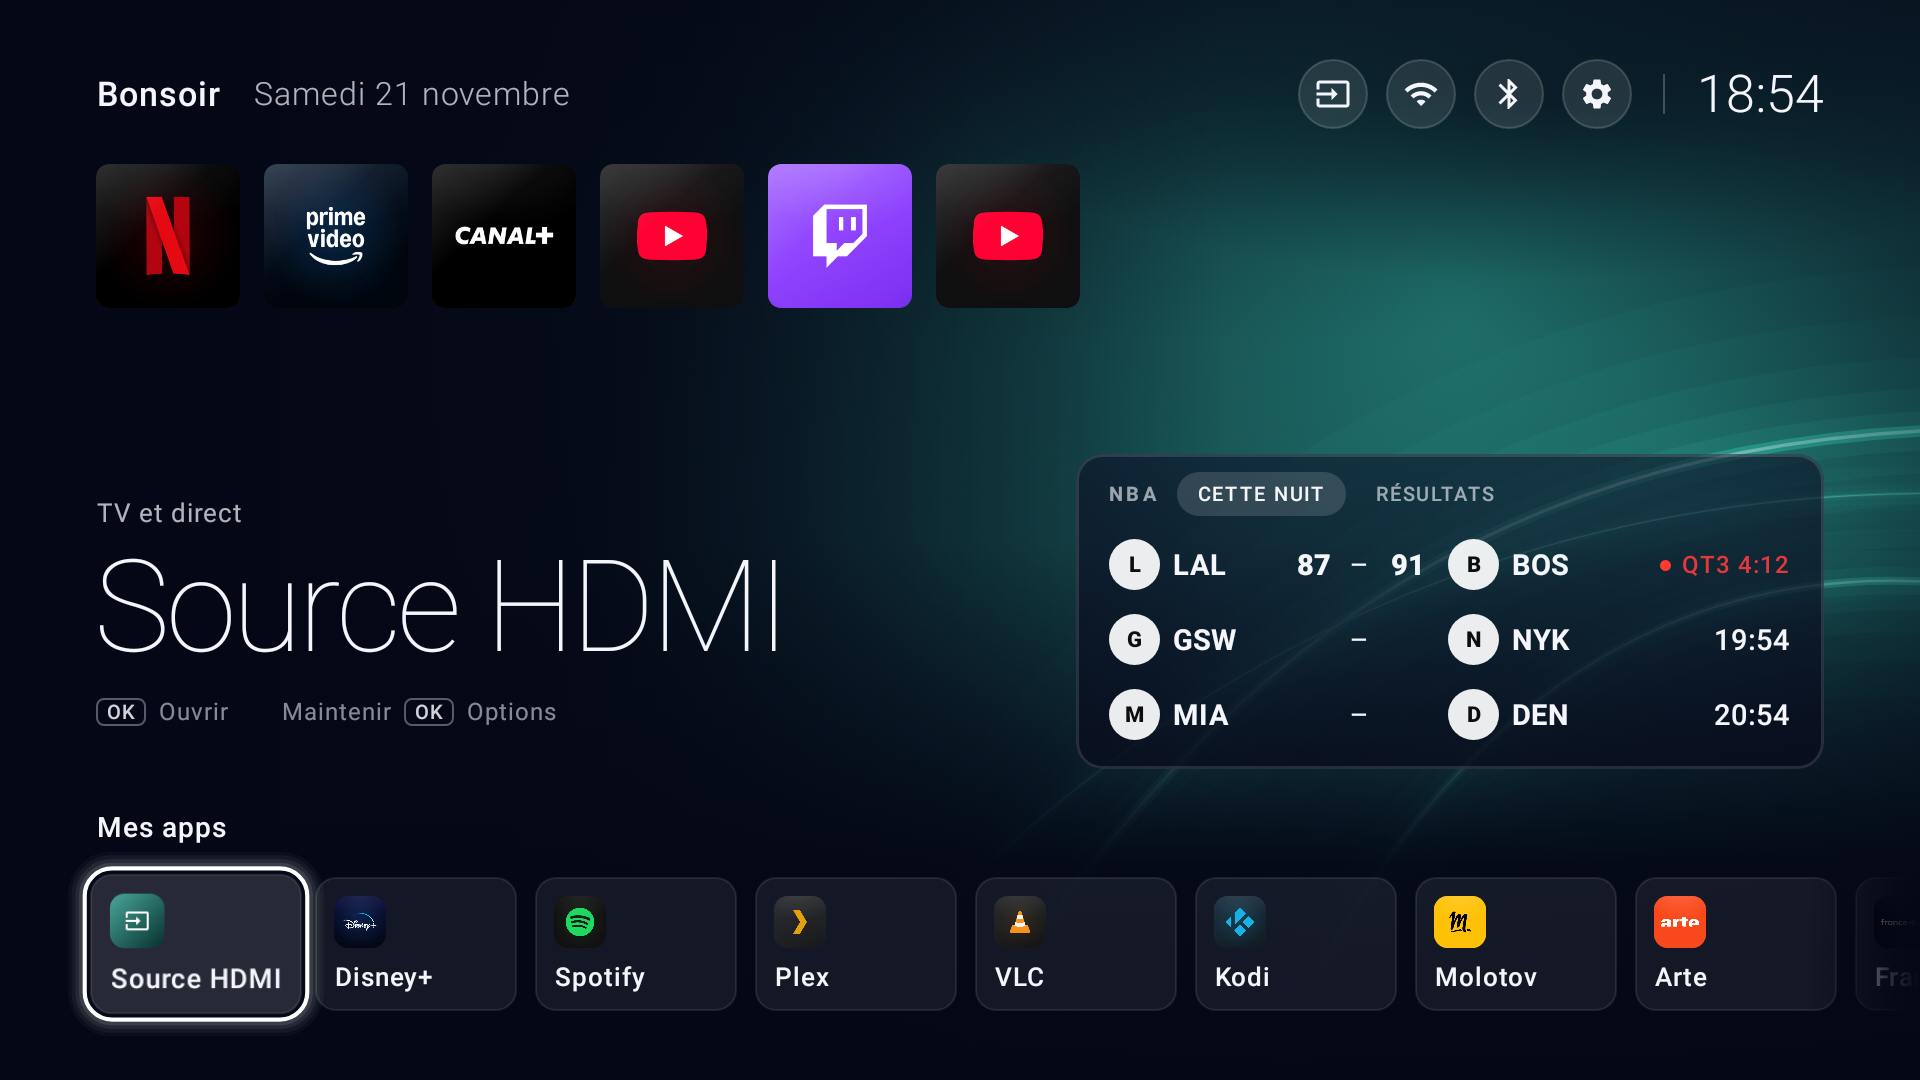 Bonsoir Samedi 21 novembre
18:54
prime video
CANAL+
NBA CETTE NUIT RÉSULTATS
L LAL 87 – 91 B BOS QT3 4:12
G GSW – N NYK 19:54
M MIA – D DEN 20:54
TV et direct
Source HDMI
OK Ouvrir Maintenir OK Options
Mes apps
Disney+
arte
Source HDMI
Disney+
Spotify
Plex
VLC
Kodi
Molotov
Arte